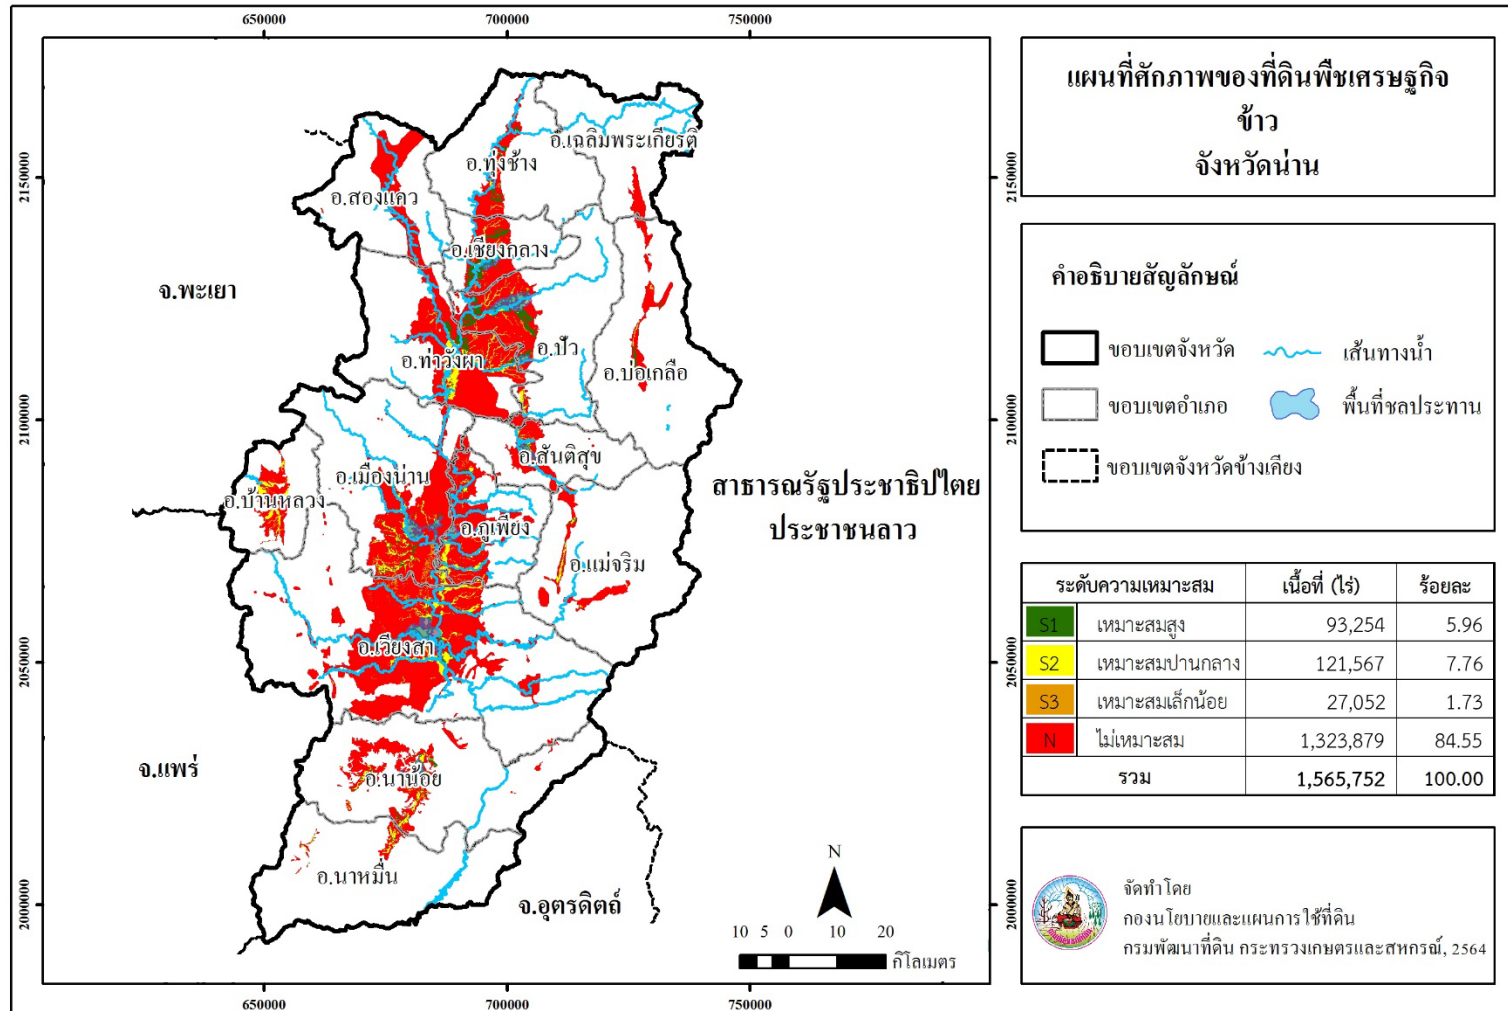 แผนที่ศักภาพของที่ดินพืชเศรษฐกิจ
ข้าว
จังหวัดน่าน
650000
700000
750000
2150000
2150000
2100000
2100000
2050000
2050000
2000000
2000000
650000
700000
750000
อ.เฉลิมพระเกียรติ
อ.ทุ่งช้าง
อ.สองแคว
อ.เชียงกลาง
จ.พะเยา
อ.ปัว
อ.ท่าวังผา
อ.บ่อเกลือ
อ.สันติสุข
อ.เมืองน่าน
อ.บ้านหลวง
สาธารณรัฐประชาธิปไตย
ประชาชนลาว
อ.ภูเพียง
อ.แม่จริม
อ.เวียงสา
จ.แพร่
อ.นาน้อย
อ.นาหมื่น
จ.อุตรดิตถ์
N
10 5 0 10 20
กิโลเมตร
คำอธิบายสัญลักษณ์
ขอบเขตจังหวัด
เส้นทางน้ำ
ขอบเขตอำเภอ
พื้นที่ชลประทาน
ขอบเขตจังหวัดข้างเคียง
ระดับความเหมาะสม เนื้อที่ (ไร่) ร้อยละ
S1 เหมาะสมสูง 93,254 5.96
S2 เหมาะสมปานกลาง 121,567 7.76
S3 เหมาะสมเล็กน้อย 27,052 1.73
N ไม่เหมาะสม 1,323,879 84.55
รวม 1,565,752 100.00
จัดทำโดย
กองนโยบายและแผนการใช้ที่ดิน
กรมพัฒนาที่ดิน กระทรวงเกษตรและสหกรณ์, 2564